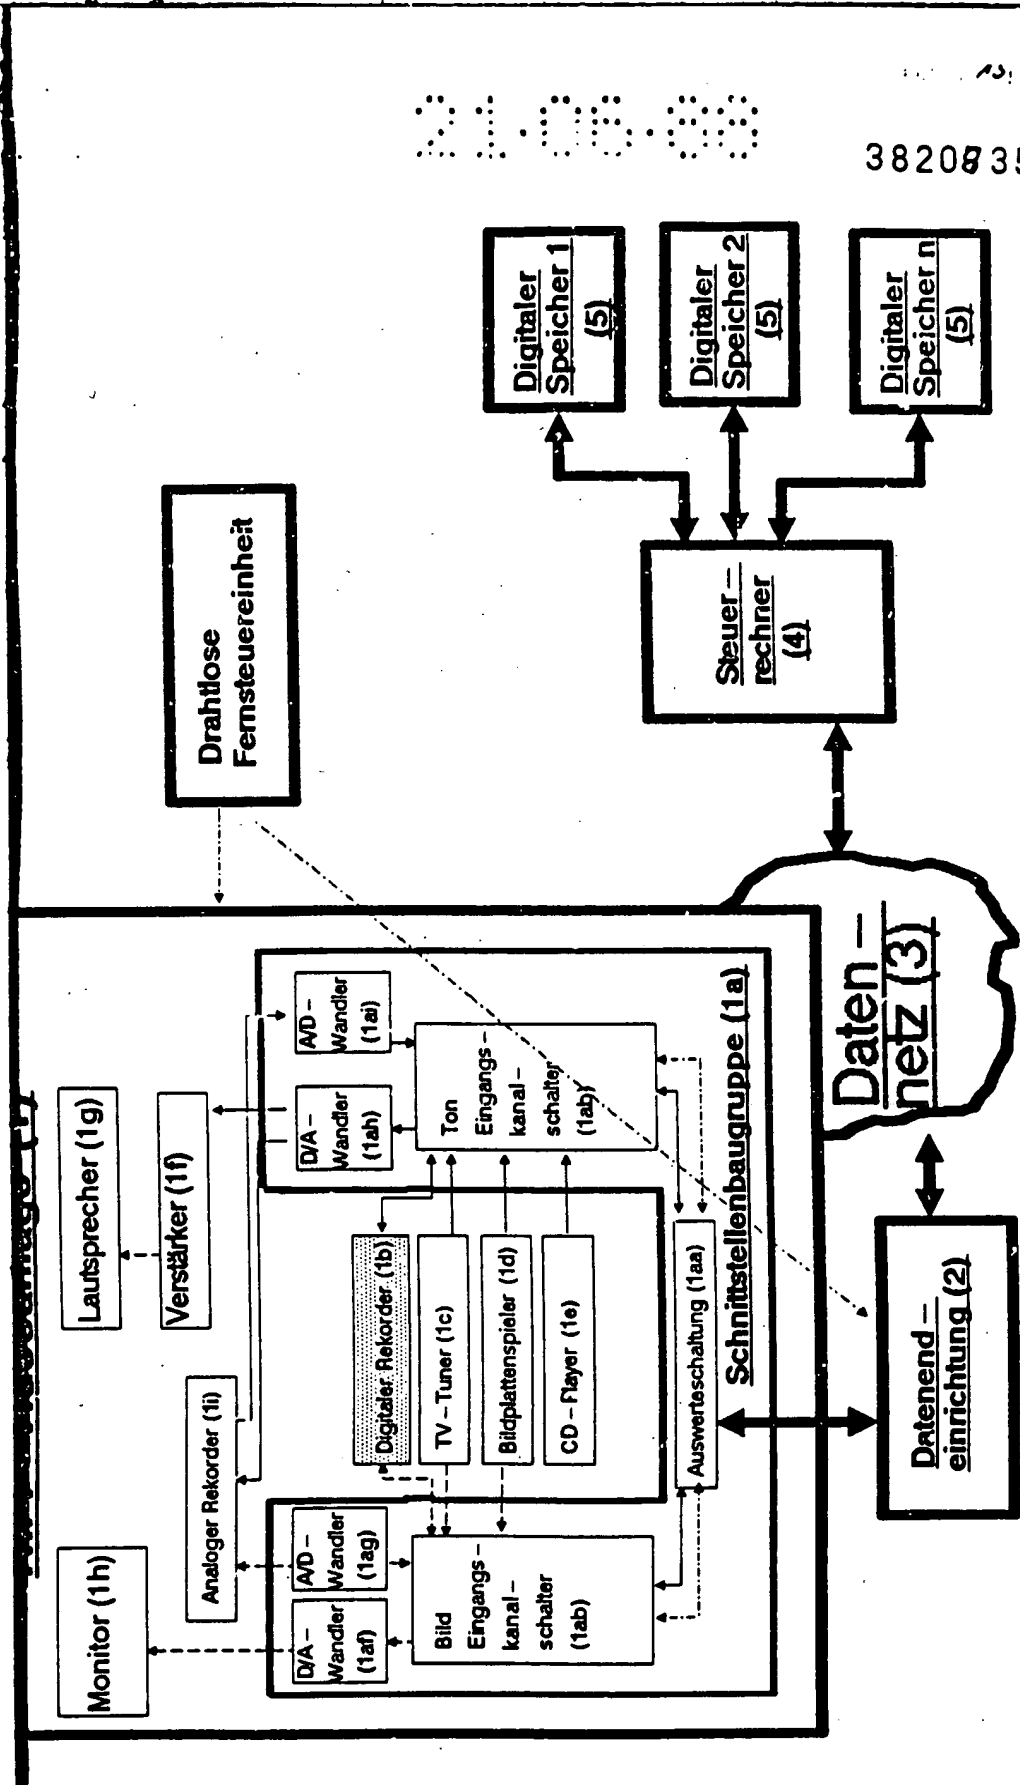 21·06·88
38208 35
Digitaler
Speicher 1
(5)
Digitaler
Speicher 2
(5)
Digitaler
Speicher n
(5)
Drahtlose
Fernsteuereinheit
Steuer–
rechner
(4)
Daten–
netz (3)
Datenend–
einrichtung (2)
Lautsprecher (1g)
Verstärker (1f)
Analoger Rekorder (1i)
Monitor (1h)
A/D–
Wandler
(1ai)
D/A–
Wandler
(1ah)
Ton
Eingangs–
kanal–
schalter
(1ab)
Digitaler Rekorder (1b)
TV–Tuner (1c)
Bildplattenspieler (1d)
CD–Player (1e)
Auswerteschaltung (1aa)
Schnittstellenbaugruppe (1a)
A/D–
Wandler
(1ag)
D/A–
Wandler
(1af)
Bild
Eingangs–
kanal–
schalter
(1ab)